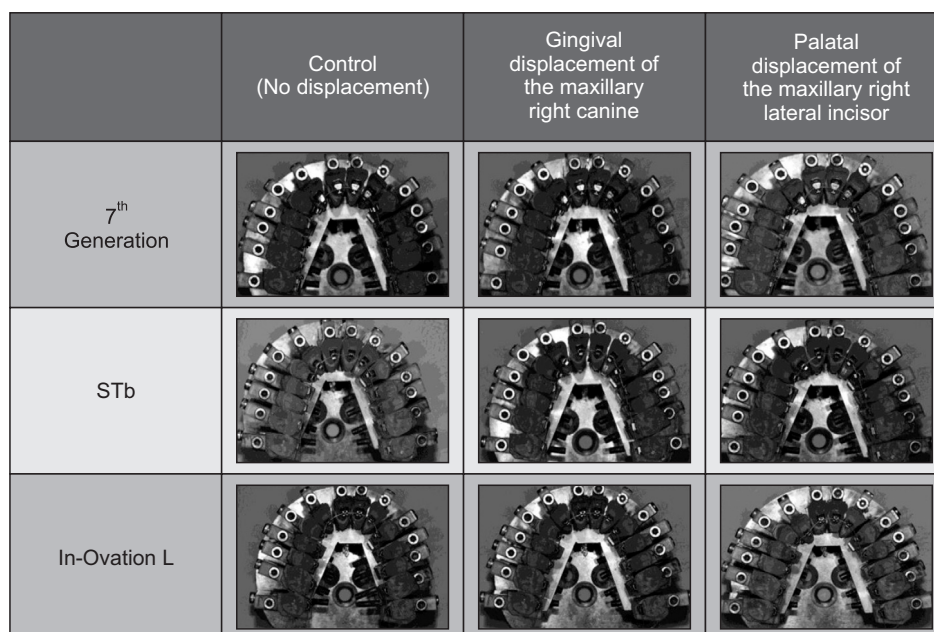 Control
(No displacement)
Gingival
displacement of
the maxillary
right canine
Palatal
displacement of
the maxillary right
lateral incisor
7th
Generation
STb
In-Ovation L